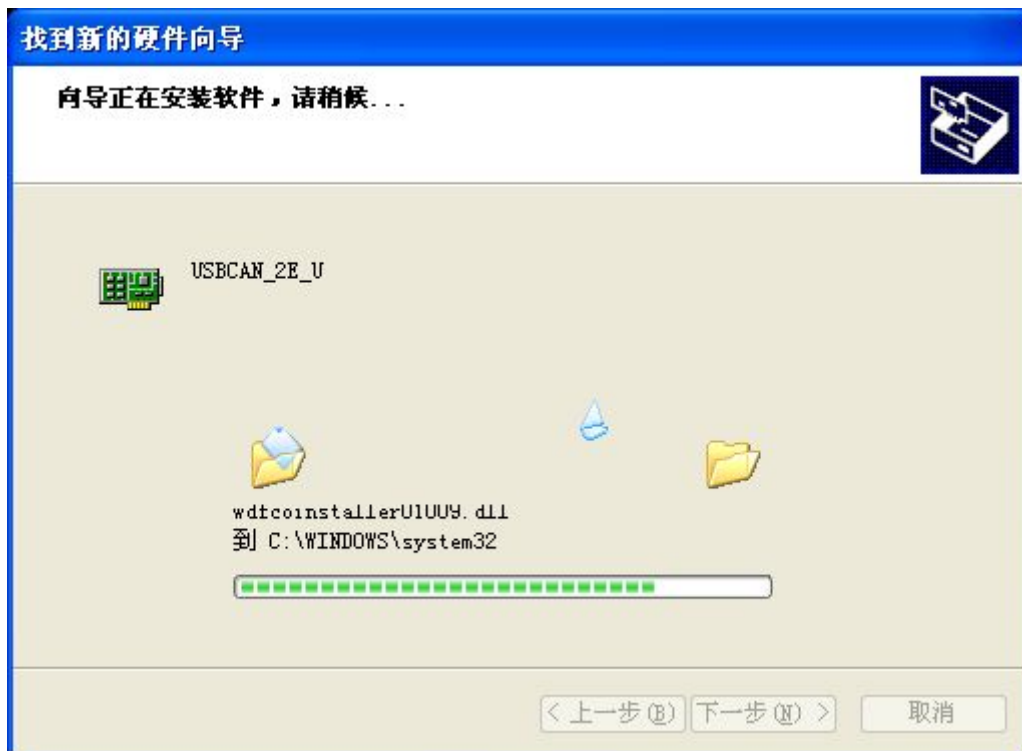 找到新的硬件向导
向导正在安装软件，请稍候...
USBCAN_2E_U
wdfcoinstaller01009.dll
到 C:\WINDOWS\system32
< 上一步(B)
下一步(N) >
取消